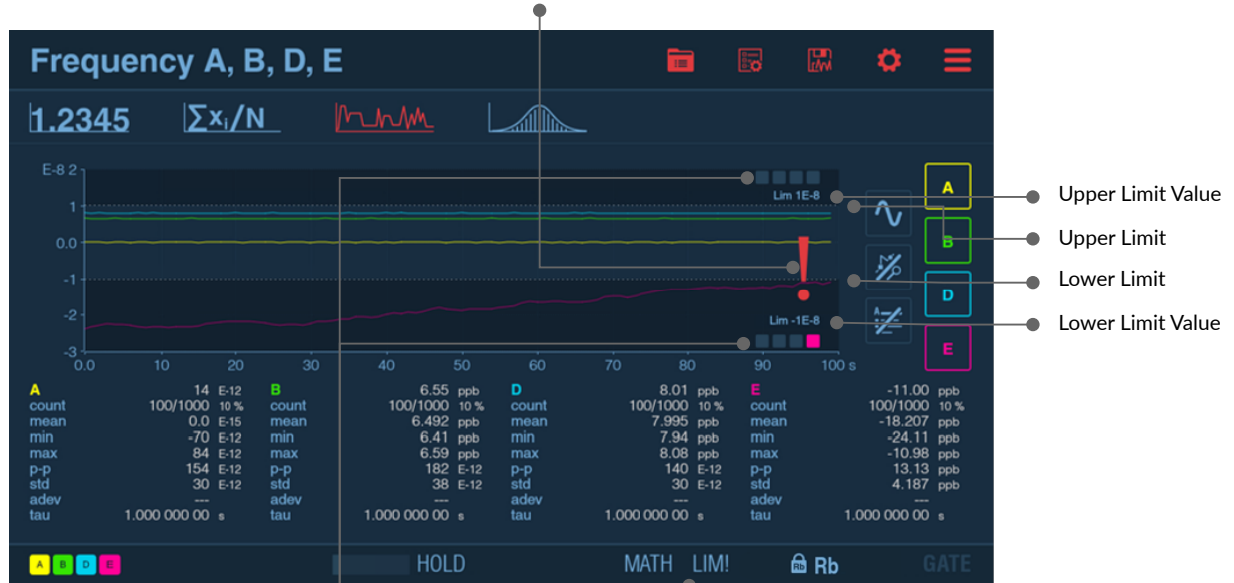 Frequency A, B, D, E
1.2345 Σxᵢ/N
E-8 2
1
0.0
-1
-2
-3
0.0 10 20 30 40 50 60 70 80 90 100 s
Lim 1E-8
Lim -1E-8
A
B
D
E
Upper Limit Value
Upper Limit
Lower Limit
Lower Limit Value
A 14 E-12 B 6.55 ppb D 8.01 ppb E -11.00 ppb
count 100/1000 10 % count 100/1000 10 % count 100/1000 10 % count 100/1000 10 %
mean 0.0 E-15 mean 6.492 ppb mean 7.995 ppb mean -18.207 ppb
min -70 E-12 min 6.41 ppb min 7.94 ppb min -24.11 ppb
max 84 E-12 max 6.59 ppb max 8.08 ppb max -10.98 ppb
p-p 154 E-12 p-p 182 E-12 p-p 140 E-12 p-p 13.13 ppb
std 30 E-12 std 38 E-12 std 30 E-12 std 4.187 ppb
adev --- adev --- adev --- adev ---
tau 1.000 000 00 s tau 1.000 000 00 s tau 1.000 000 00 s tau 1.000 000 00 s
A B D E HOLD MATH LIM! Rb Rb GATE